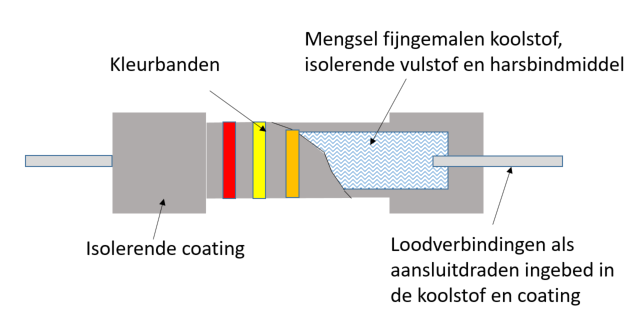 Mengsel fijngemalen koolstof,
isolerende vulstof en harsbindmiddel
Kleurbanden
Isolerende coating
Loodverbindingen als
aansluitdraden ingebed in
de koolstof en coating